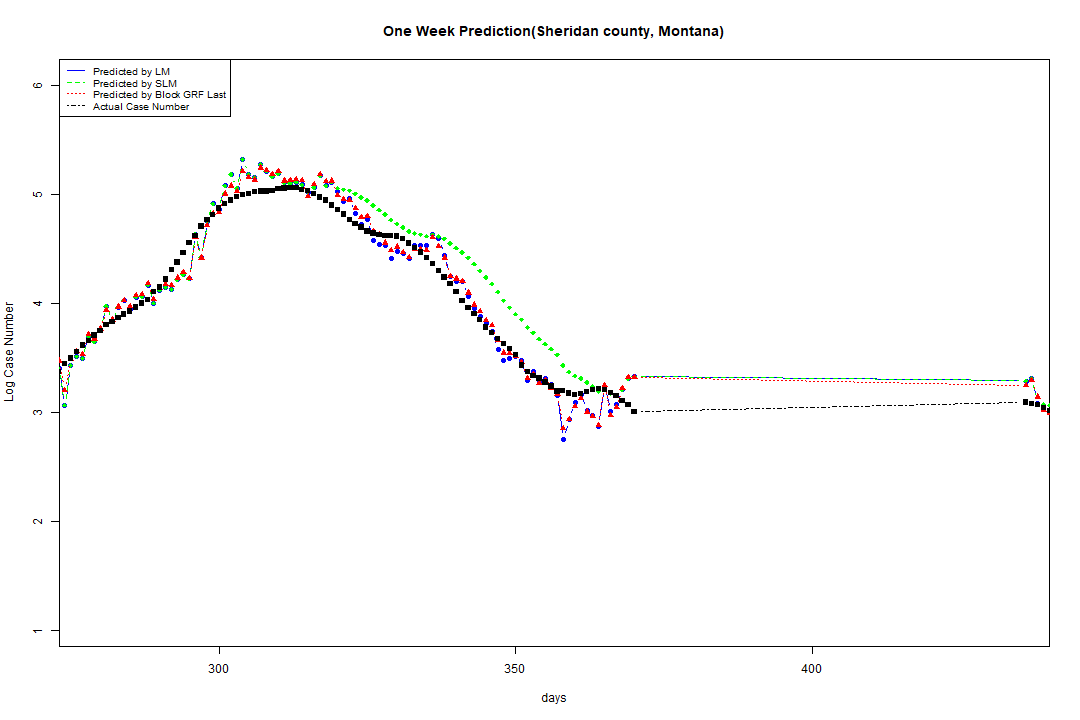 One Week Prediction(Sheridan county, Montana)
Predicted by LM
Predicted by SLM
Predicted by Block GRF Last
Actual Case Number
6
5
4
3
2
1
Log Case Number
300 350 400
days